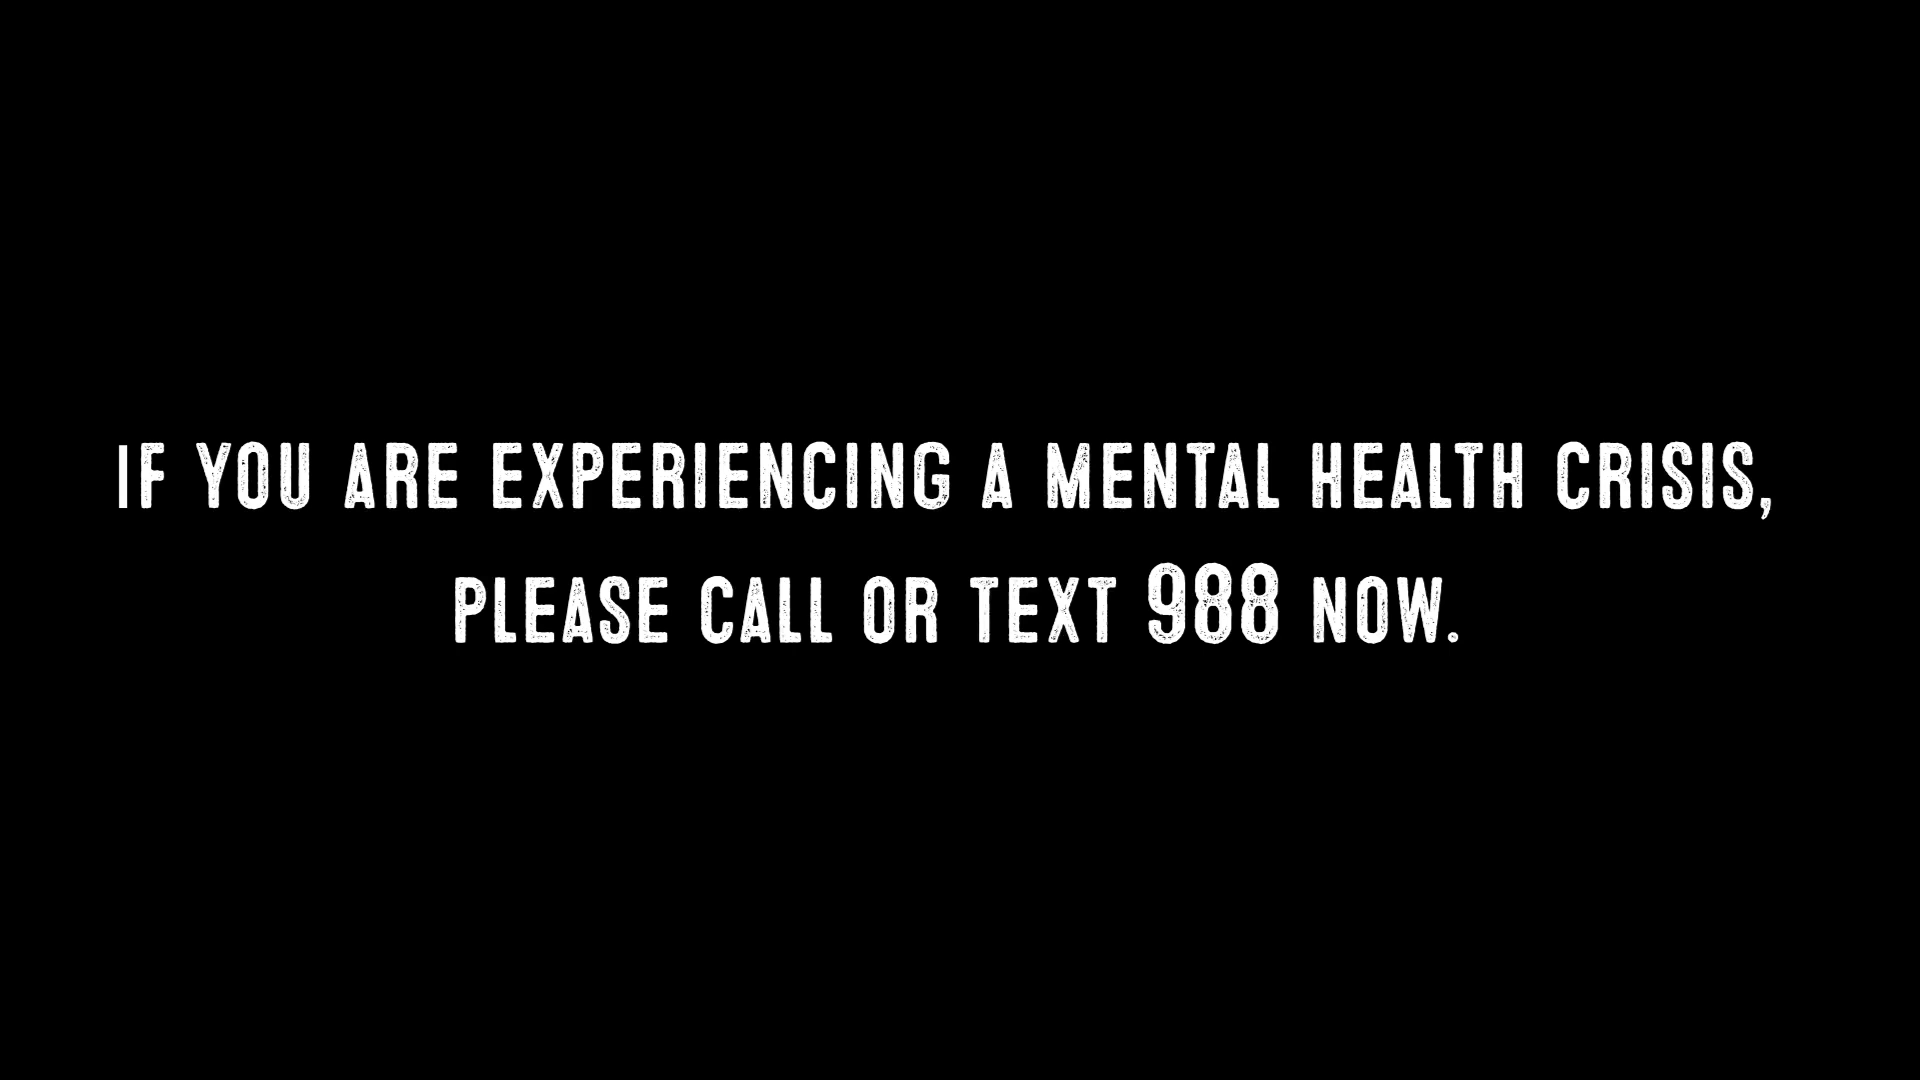 IF YOU ARE EXPERIENCING A MENTAL HEALTH CRISIS,
PLEASE CALL OR TEXT 988 NOW.